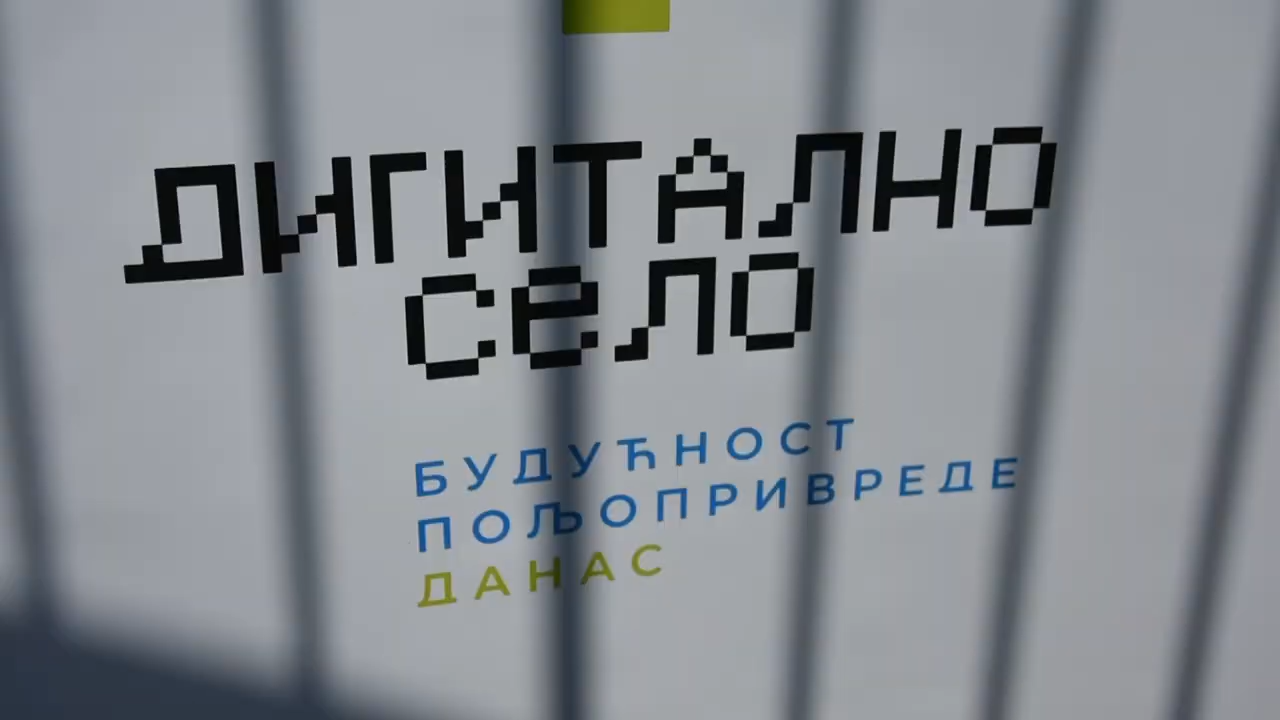 ДИГИТАЛНО
село
БУДУЋНОСТ
ПОЉОПРИВРЕДЕ
ДАНАС